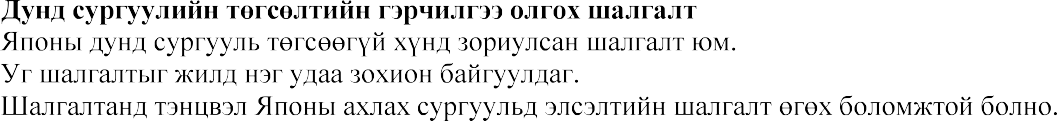 Дунд сургуулийн төгсөлтийн гэрчилгээ олгох шалгалт
Японы дунд сургууль төгсөөгүй хүнд зориулсан шалгалт юм.
Уг шалгалтыг жилд нэг удаа зохион байгуулдаг.
Шалгалтанд тэнцвэл Японы ахлах сургуульд элсэлтийн шалгалт өгөх боломжтой болно.